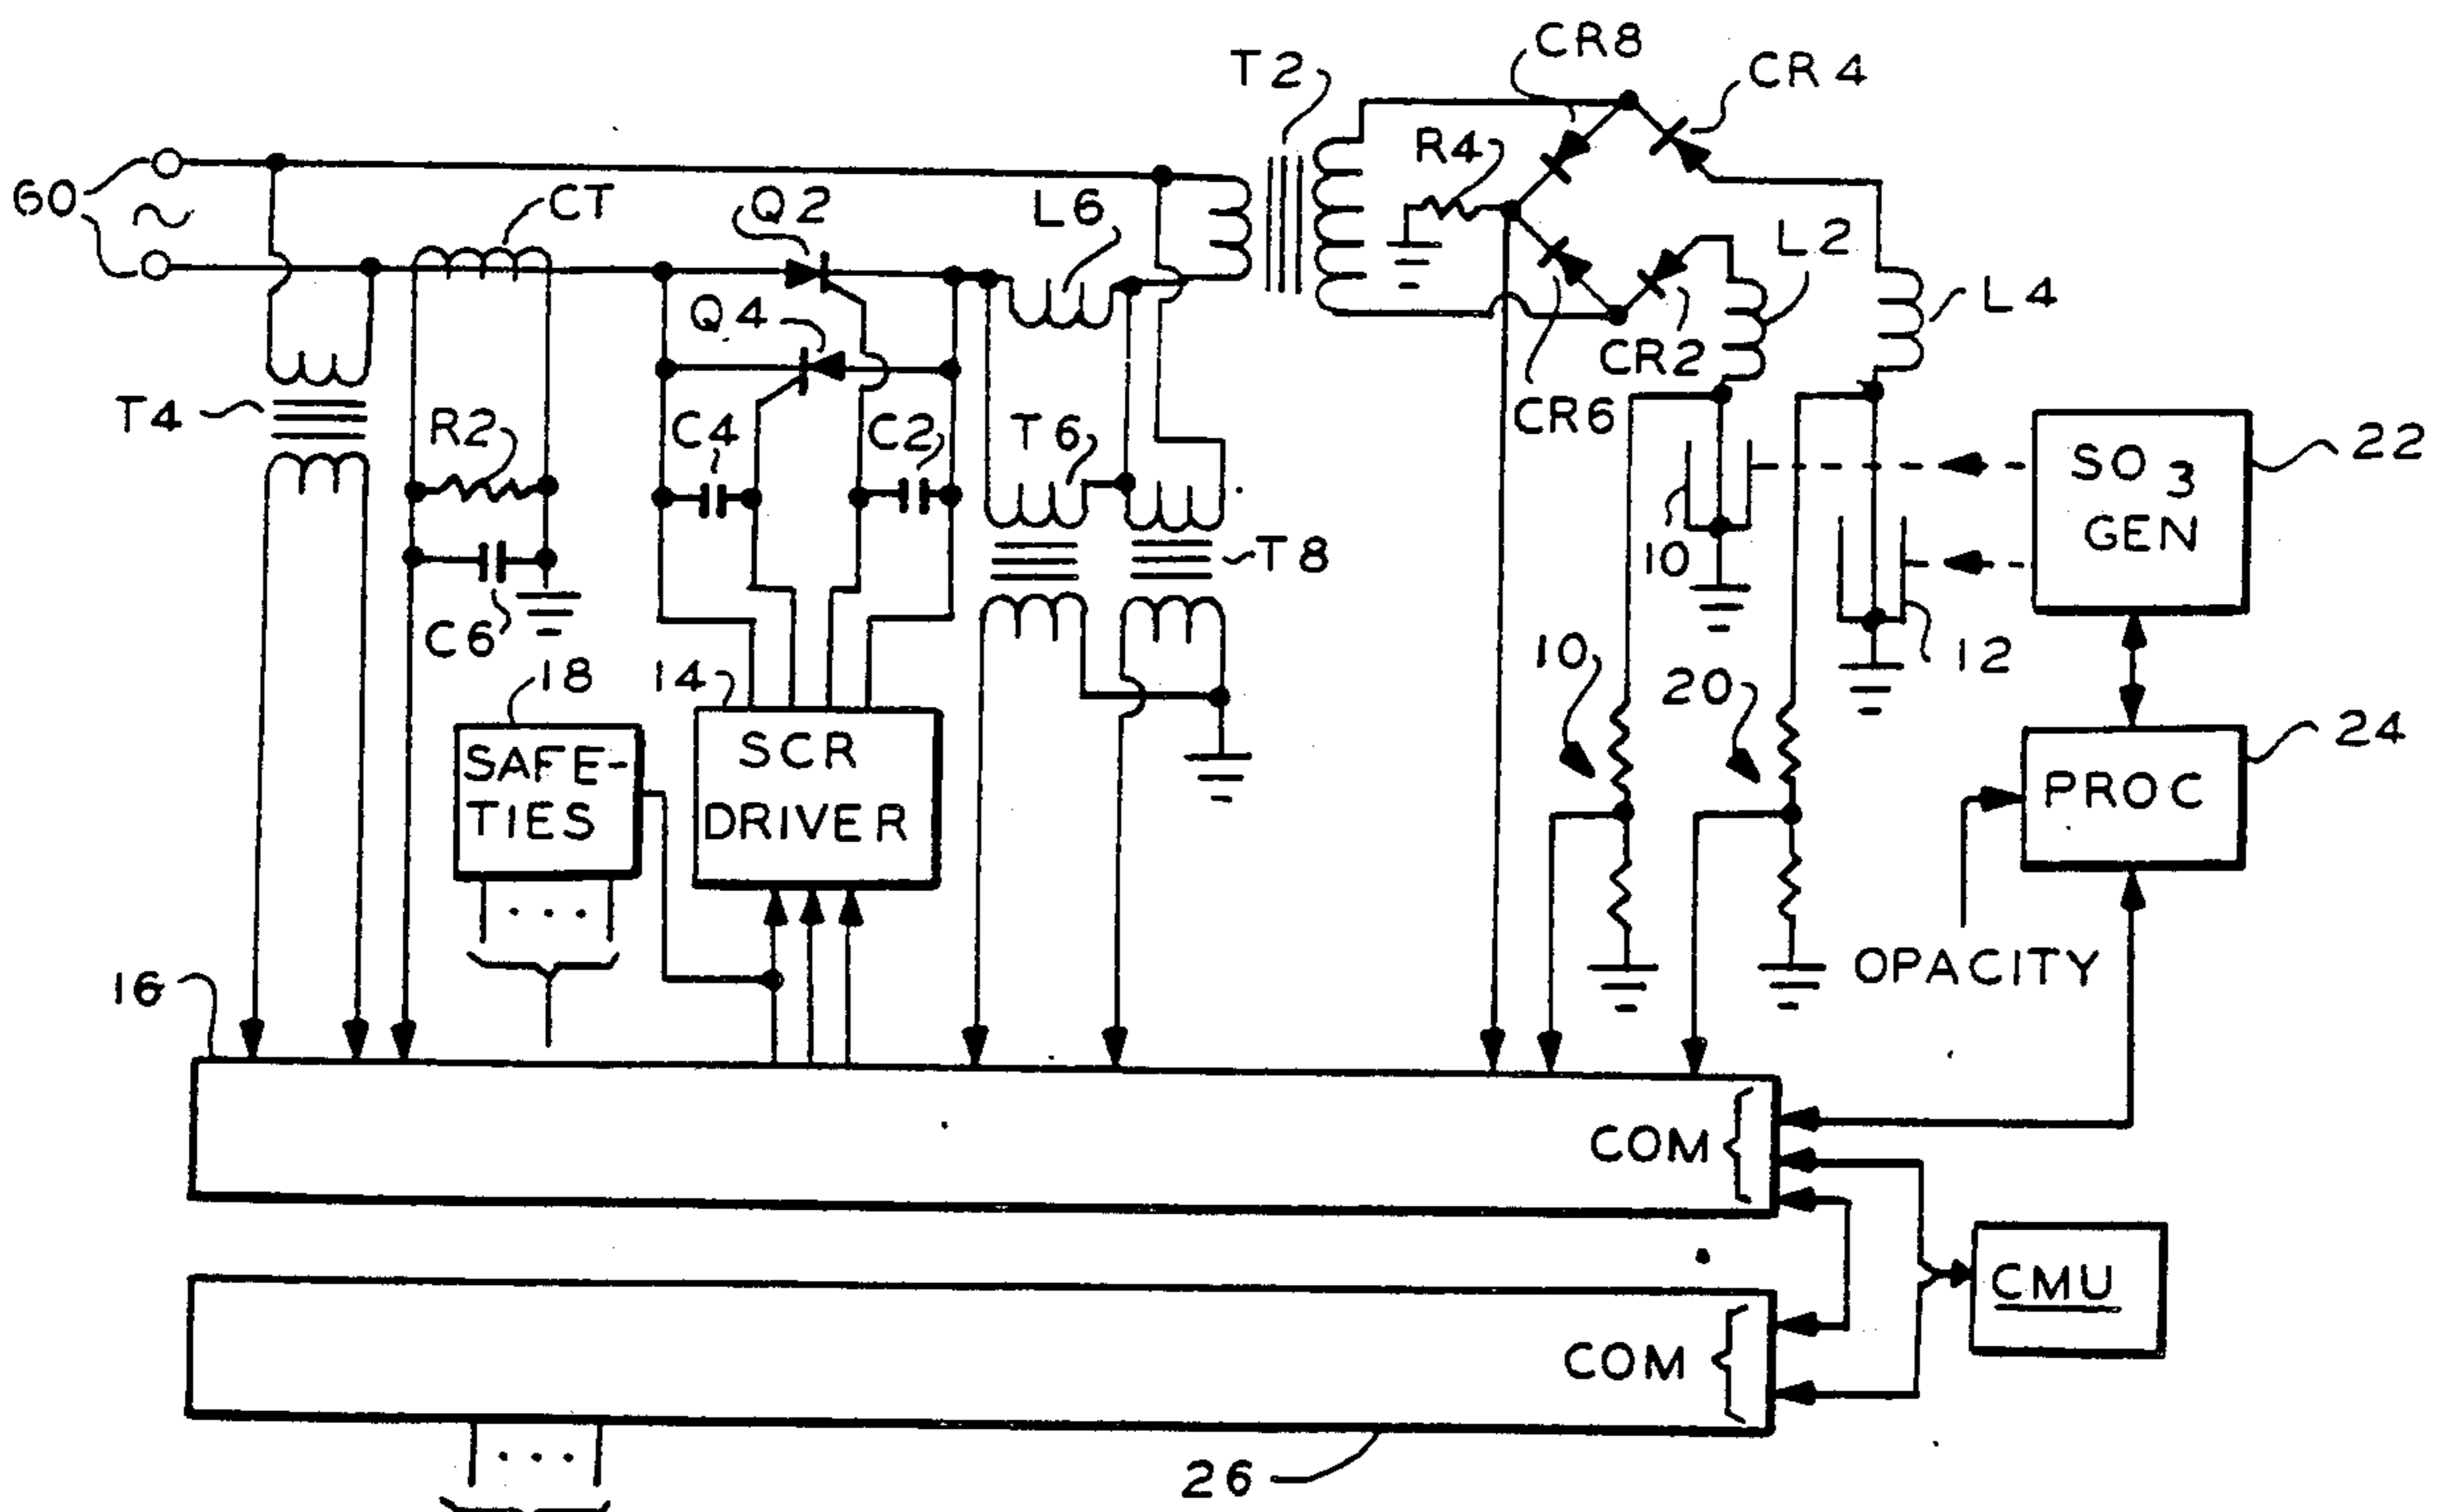 CR8
T2
CR4
R4
60
~
CT
Q2
L6
L2
L4
Q4
CR2
CR6
T4
R2
C4
C2
T6
SO3
GEN
22
10
T8
C6
12
18
14
10
20
24
SAFE-
TIES
SCR
DRIVER
PROC
OPACITY
16
COM
CMU
COM
26